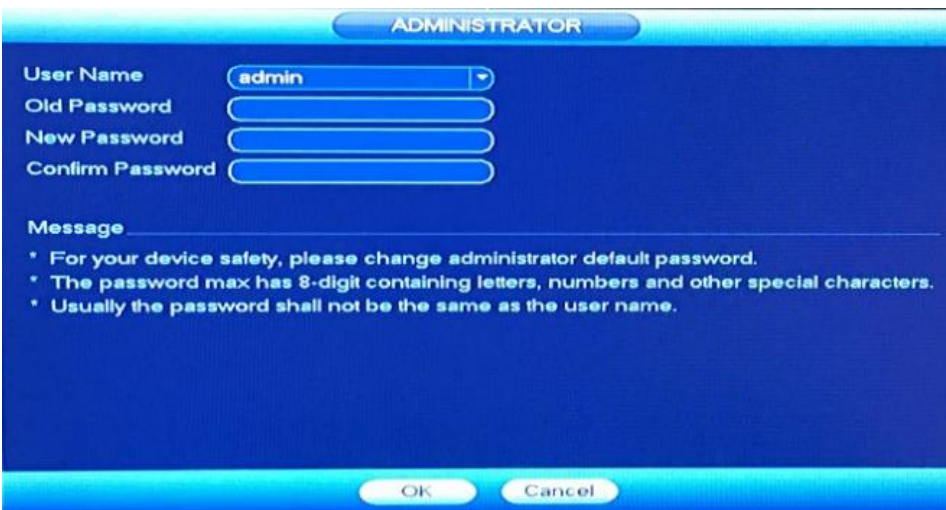 ADMINISTRATOR
User Name admin
Old Password
New Password
Confirm Password
Message
* For your device safety, please change administrator default password.
* The password max has 8-digit containing letters, numbers and other special characters.
* Usually the password shall not be the same as the user name.
OK Cancel